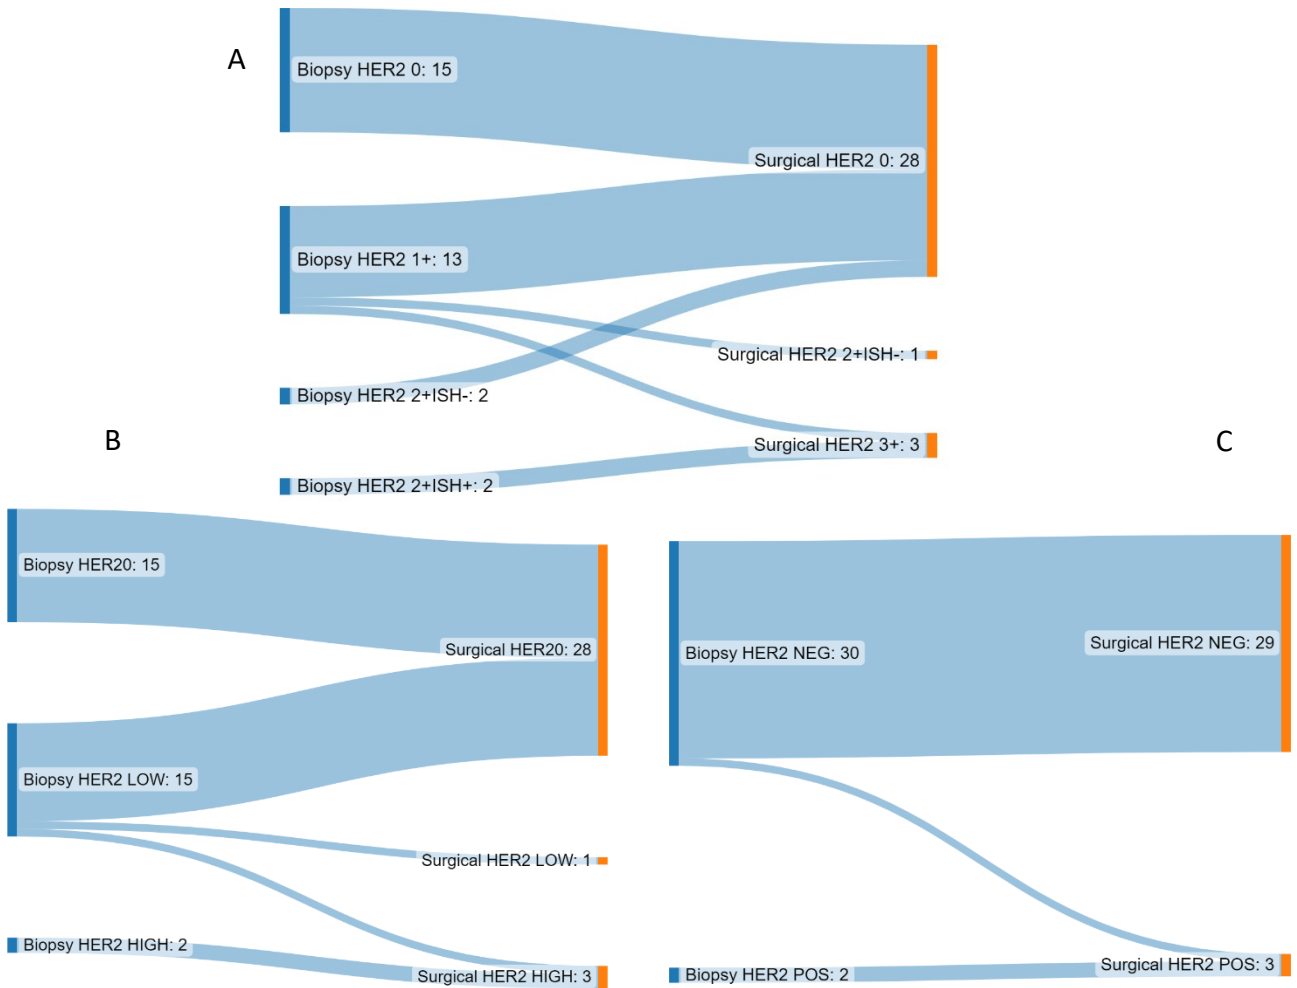 A
Biopsy HER2 0: 15
Surgical HER2 0: 28
Biopsy HER2 1+: 13
Surgical HER2 2+ISH-: 1
Biopsy HER2 2+ISH-: 2
Surgical HER2 3+: 3
Biopsy HER2 2+ISH+: 2
B
Biopsy HER20: 15
Surgical HER20: 28
Biopsy HER2 LOW: 15
Surgical HER2 LOW: 1
Biopsy HER2 HIGH: 2
Surgical HER2 HIGH: 3
C
Biopsy HER2 NEG: 30
Surgical HER2 NEG: 29
Surgical HER2 POS: 3
Biopsy HER2 POS: 2